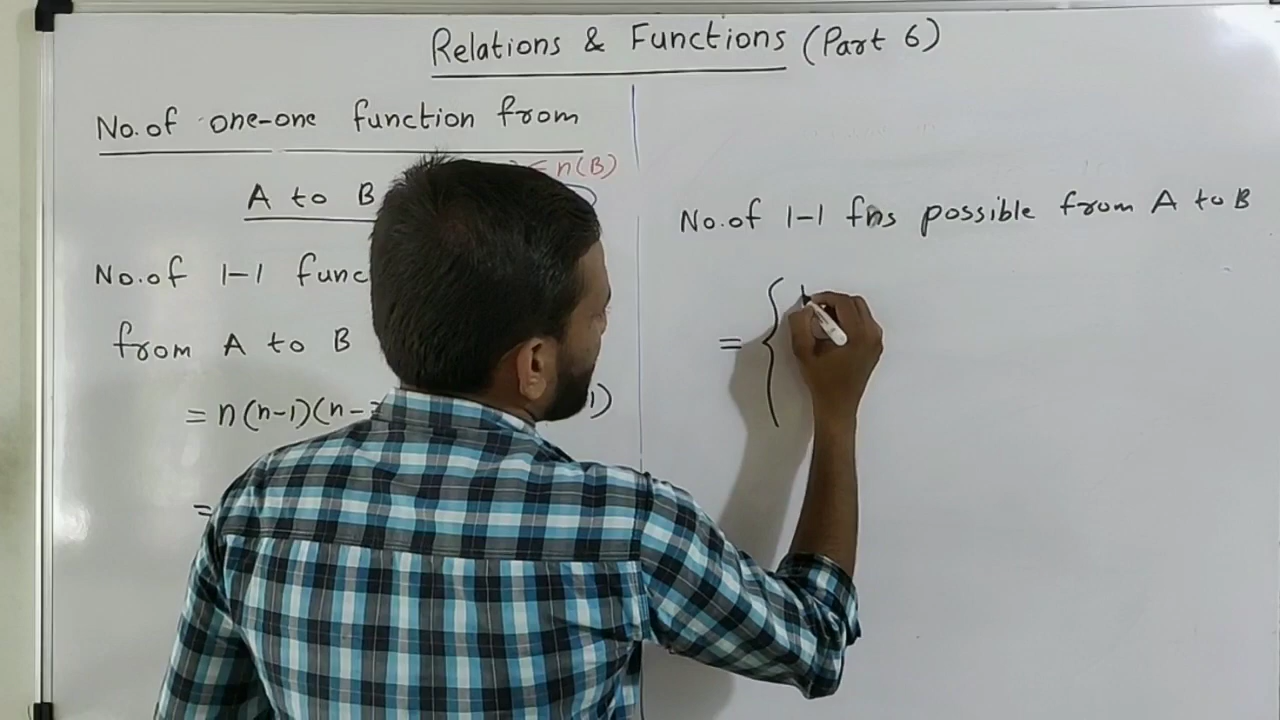 Relations & Functions (Part 6)
No. of one-one function from
A to B
n(B)
No. of 1-1
from A to B
= n(n-1)(n-
1)
=
No. of 1-1 fns possible from A to B
= {